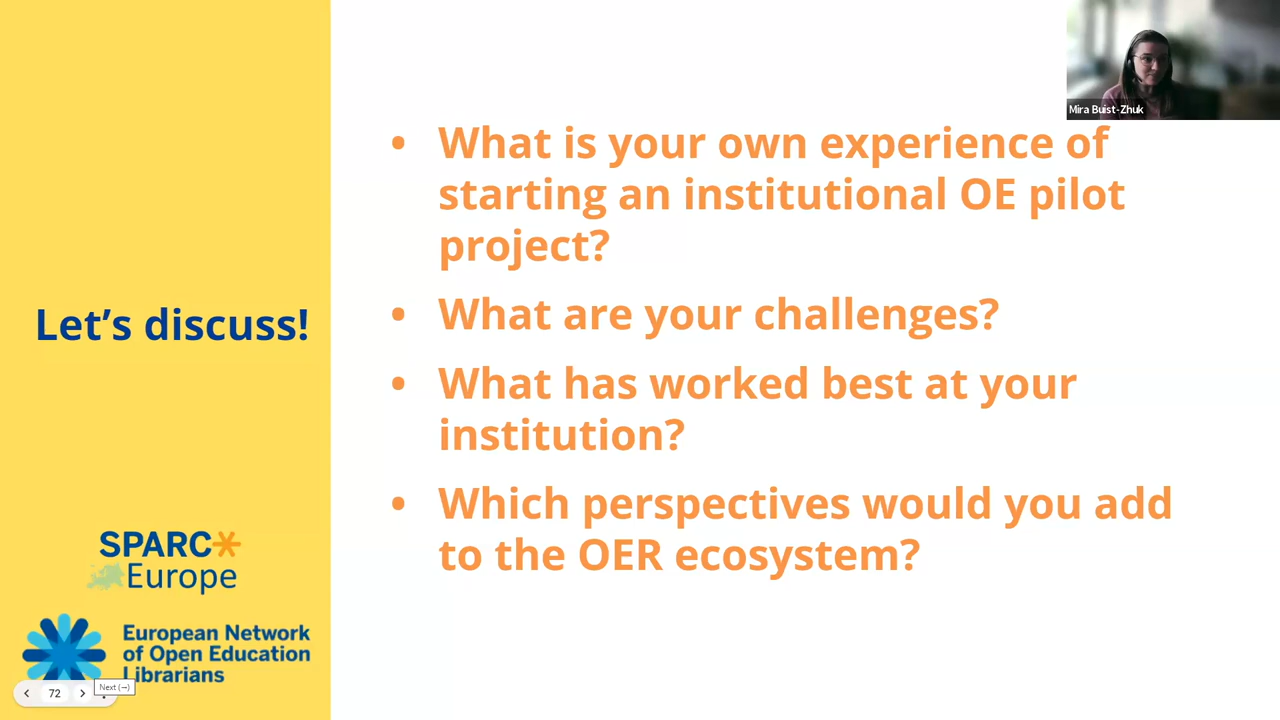 Mira Buist-Zhuk
• What is your own experience of
starting an institutional OE pilot
project?
• What are your challenges?
• What has worked best at your
institution?
• Which perspectives would you add
to the OER ecosystem?
Let’s discuss!
SPARC
Europe
European Network
of Open Education
Librarians
72
Next (→)